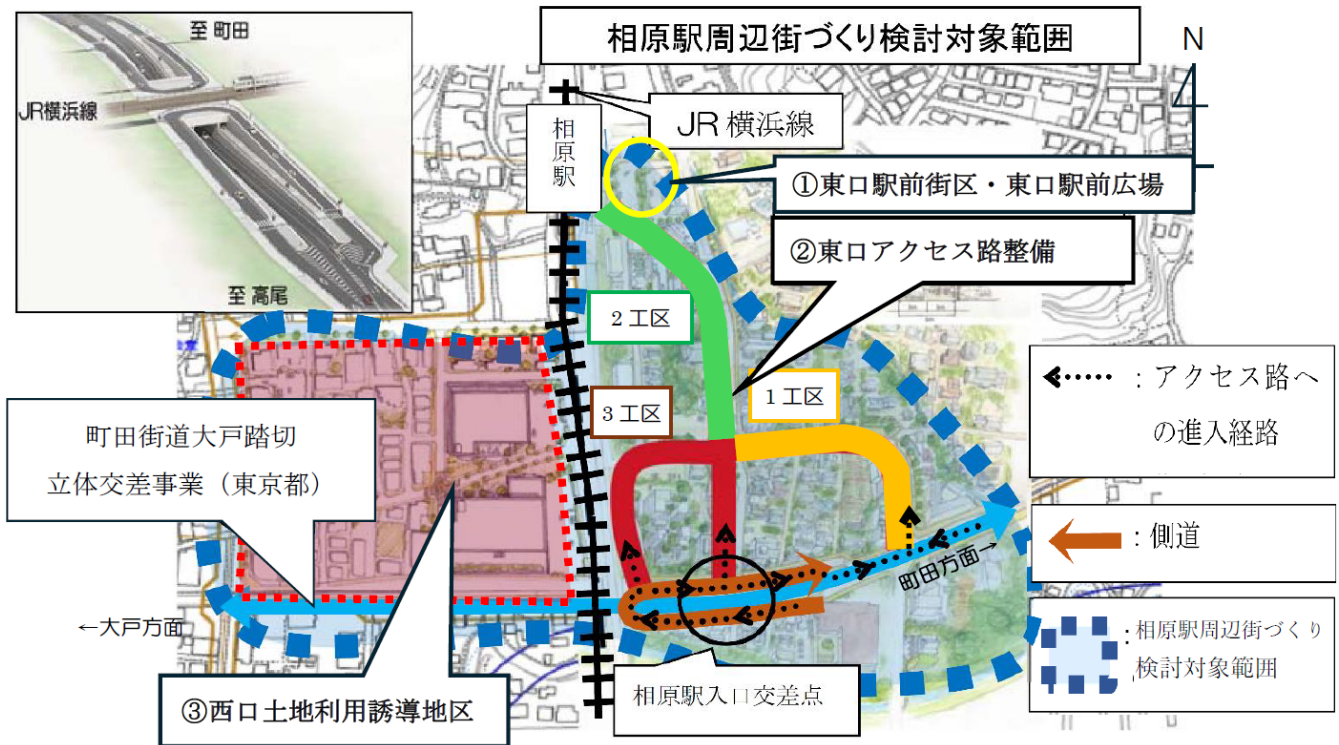 至 町田
JR横浜線
至 高尾
相原駅周辺街づくり検討対象範囲
N
JR 横浜線
相原駅
①東口駅前街区・東口駅前広場
②東口アクセス路整備
2工区
1工区
3工区
町田街道大戸踏切
立体交差事業（東京都）
：アクセス路へ
の進入経路
：側道
町田方面→
←大戸方面
：相原駅周辺街づくり
検討対象範囲
③西口土地利用誘導地区
相原駅入口交差点